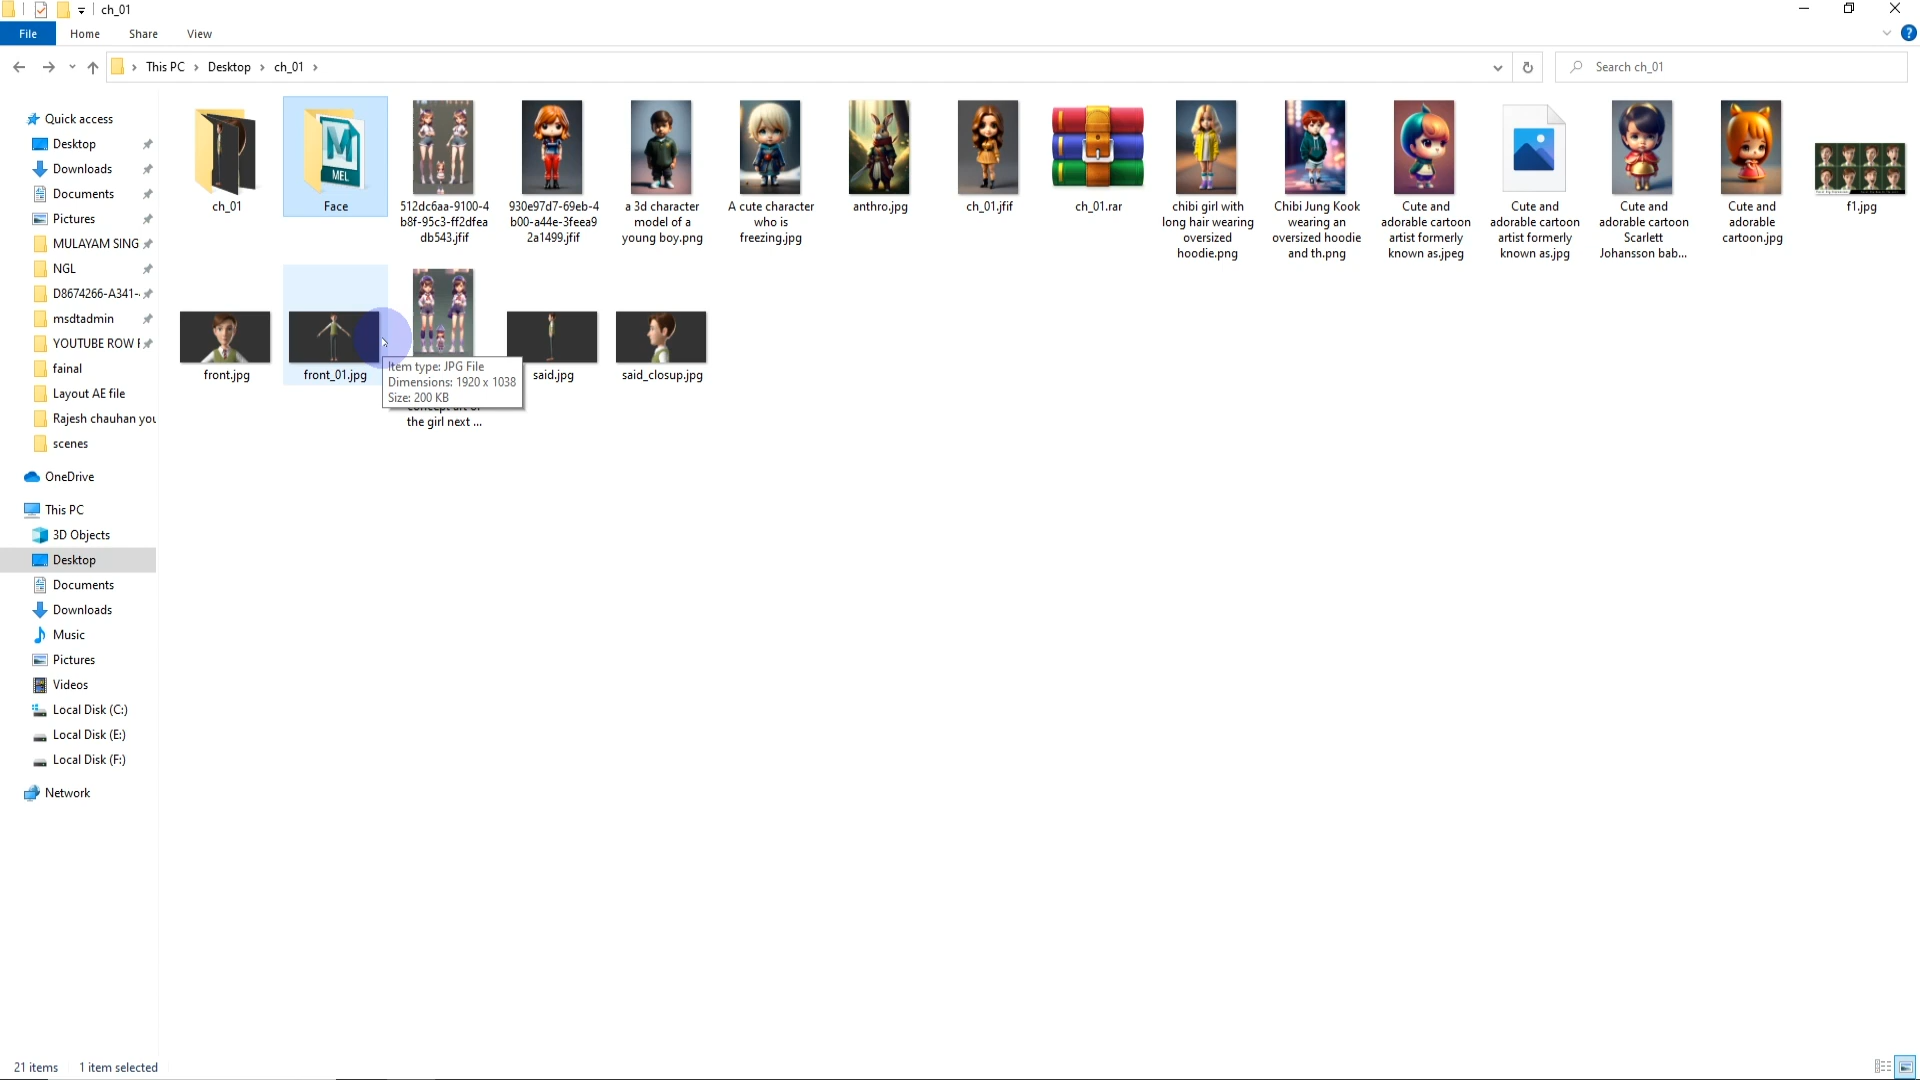 ch_01
File
Home
Share
View
This PC
Desktop
ch_01
Search ch_01
Quick access
Desktop
Downloads
Documents
Pictures
MULAYAM SING
NGL
D8674266-A341-
msdtadmin
YOUTUBE ROW F
fainal
Layout AE file
Rajesh chauhan you
scenes
OneDrive
This PC
3D Objects
Desktop
Documents
Downloads
Music
Pictures
Videos
Local Disk (C:)
Local Disk (E:)
Local Disk (F:)
Network
MEL
ch_01
Face
512dc6aa-9100-4
b8f-95c3-ff2dfea
db543.jfif
930e97d7-69eb-4
b00-a44e-3feea9
2a1499.jfif
a 3d character
model of a
young boy.png
A cute character
who is
freezing.jpg
anthro.jpg
ch_01.jfif
ch_01.rar
chibi girl with
long hair wearing
oversized
hoodie.png
Chibi Jung Kook
wearing an
oversized hoodie
and th.png
Cute and
adorable cartoon
artist formerly
known as.jpeg
Cute and
adorable cartoon
artist formerly
known as.jpg
Cute and
adorable cartoon
Scarlett
Johansson bab...
Cute and
adorable
cartoon.jpg
f1.jpg
front.jpg
front_01.jpg
the girl next ...
said.jpg
said_closup.jpg
Item type: JPG File
Dimensions: 1920 x 1038
Size: 200 KB
21 items
1 item selected